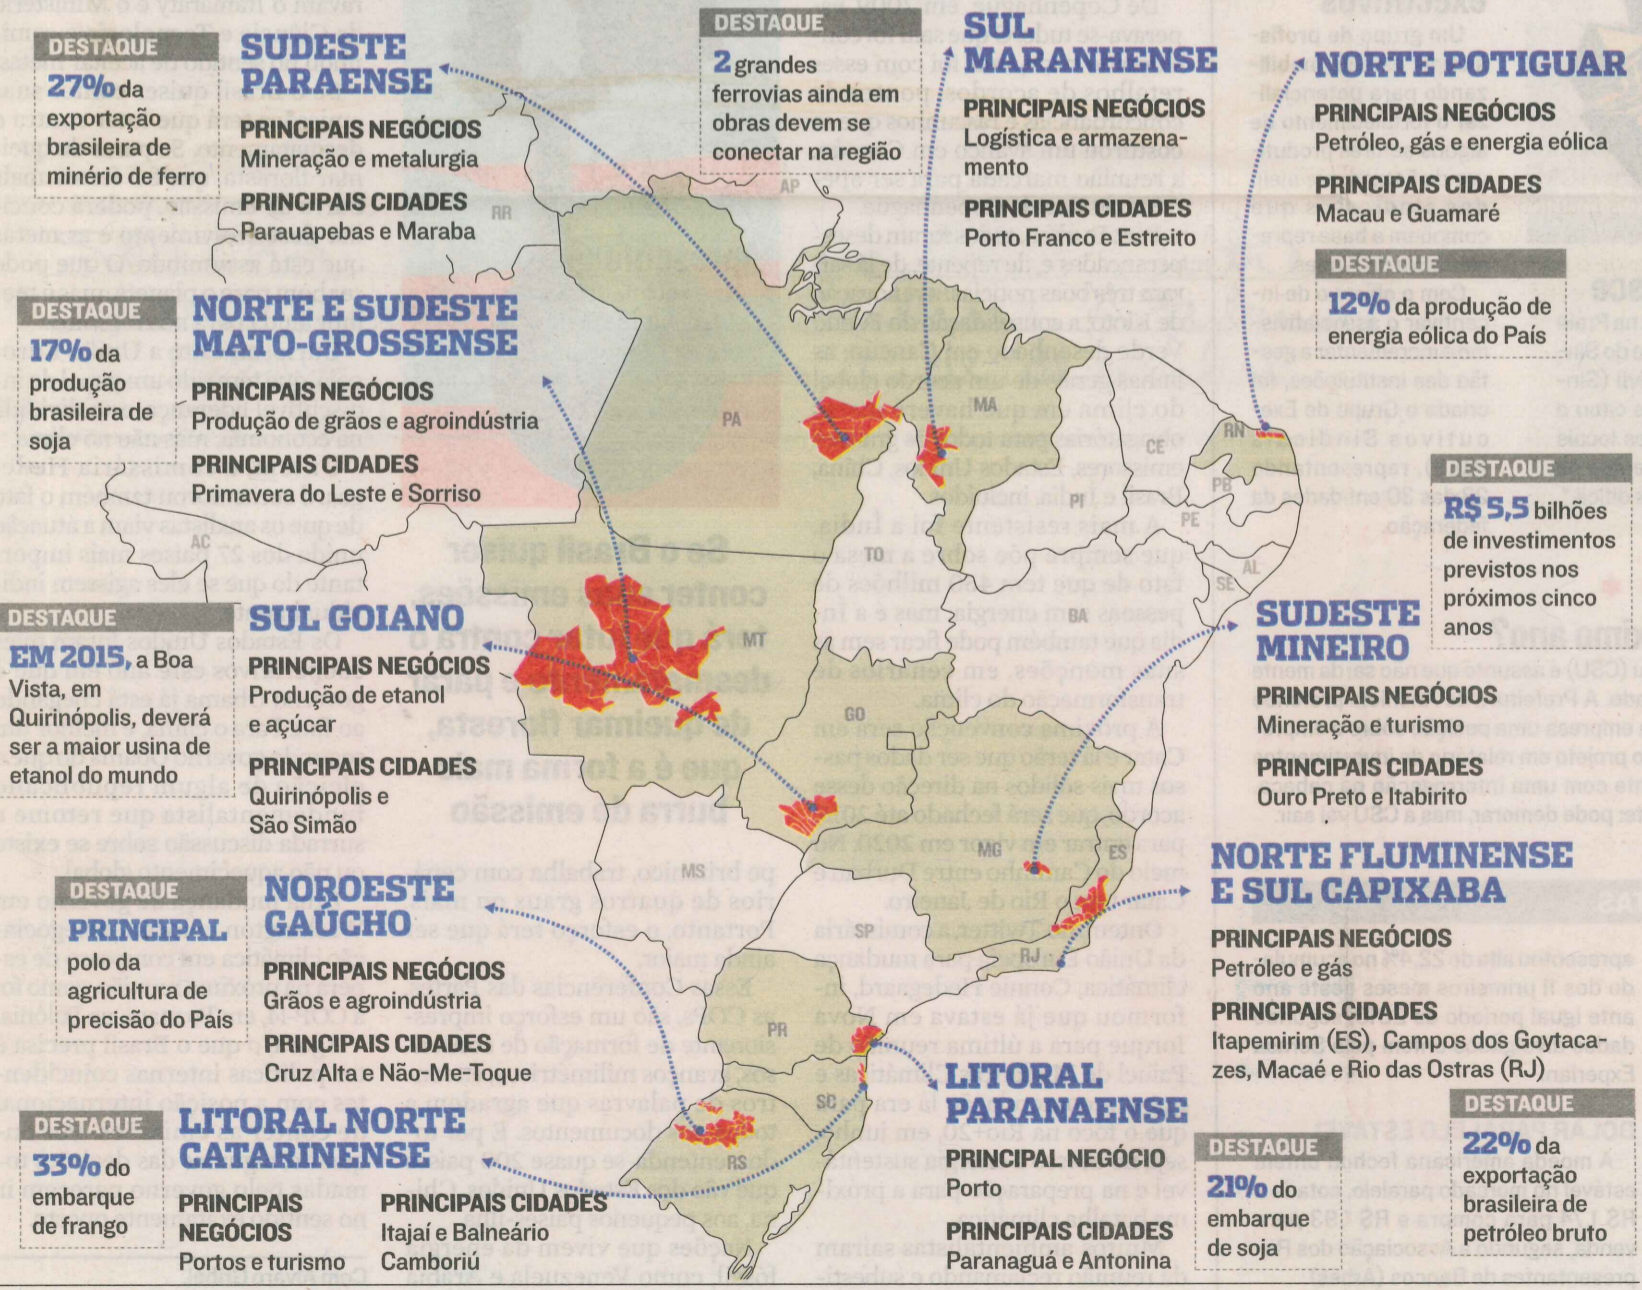 DESTAQUE
27% da
exportação
brasileira de
minério de ferro
SUDESTE
PARAENSE
PRINCIPAIS NEGÓCIOS
Mineração e metalurgia
PRINCIPAIS CIDADES
Parauapebas e Maraba
DESTAQUE
2 grandes
ferrovias ainda em
obras devem se
conectar na região
SUL
MARANHENSE
PRINCIPAIS NEGÓCIOS
Lógística e armazena-
mento
PRINCIPAIS CIDADES
Porto Franco e Estreito
NORTE POTIGUAR
PRINCIPAIS NEGÓCIOS
Petróleo, gás e energia eólica
PRINCIPAIS CIDADES
Macau e Guamaré
DESTAQUE
12% da produção de
energia eólica do País
DESTAQUE
17% da
produção
brasileira de
soja
NORTE E SUDESTE
MATO-GROSSENSE
PRINCIPAIS NEGÓCIOS
Produção de grãos e agroindústria
PRINCIPAIS CIDADES
Primavera do Leste e Sorriso
DESTAQUE
EM 2015, a Boa
Vista, em
Quirinópolis, deverá
ser a maior usina de
etanol do mundo
SUL GOIANO
PRINCIPAIS NEGÓCIOS
Produção de etanol
e açúcar
PRINCIPAIS CIDADES
Quirinópolis e
São Simão
DESTAQUE
R$ 5,5 bilhões
de investimentos
previstos nos
próximos cinco
anos
SUDESTE
MINEIRO
PRINCIPAIS NEGÓCIOS
Mineração e turismo
PRINCIPAIS CIDADES
Ouro Preto e Itabirito
DESTAQUE
PRINCIPAL
polo da
agricultura de
precisão do País
NOROESTE
GAÚCHO
PRINCIPAIS NEGÓCIOS
Grãos e agroindústria
PRINCIPAIS CIDADES
Cruz Alta e Não-Me-Toque
NORTE FLUMINENSE
E SUL CAPIXABA
PRINCIPAIS NEGÓCIOS
Petróleo e gás
PRINCIPAIS CIDADES
Itapemirim (ES), Campos dos Goytaca-
zes, Macaé e Rio das Ostras (RJ)
DESTAQUE
22% da
exportação
brasileira de
petróleo bruto
DESTAQUE
33% do
embarque
de frango
LITORAL NORTE
CATARINENSE
PRINCIPAIS
NEGÓCIOS
Portos e turismo
PRINCIPAIS CIDADES
Itajaí e Balneário
Camboriú
LITORAL
PARANAENSE
PRINCIPAL NEGÓCIO
Porto
PRINCIPAIS CIDADES
Paranaguá e Antonina
DESTAQUE
21% do
embarque
de soja
RR
AP
PA
MA
CE
RN
PB
PE
PI
AL
SE
AC
TO
BA
MT
GO
MG
ES
MS
SP
RJ
PR
SC
RS